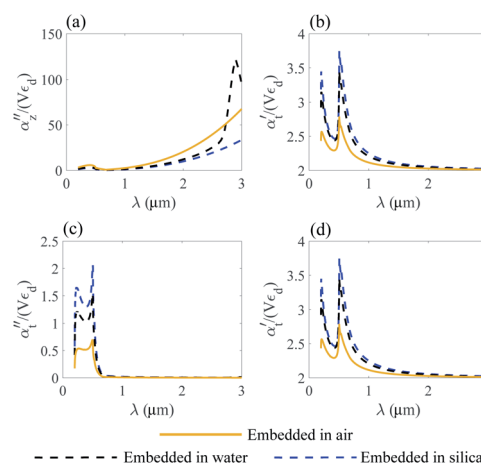 (a)
(b)
150
100
50
0
α″z/(Vϵd)
0 1 2 3
λ (μm)
4
3.5
3
2.5
2
α′t/(Vϵd)
0 1 2
λ (μm)
(c)
(d)
2.5
2
1.5
1
0.5
0
α″t/(Vϵd)
0 1 2 3
λ (μm)
4
3.5
3
2.5
2
α′t/(Vϵd)
0 1 2
λ (μm)
Embedded in air
Embedded in water
Embedded in silica